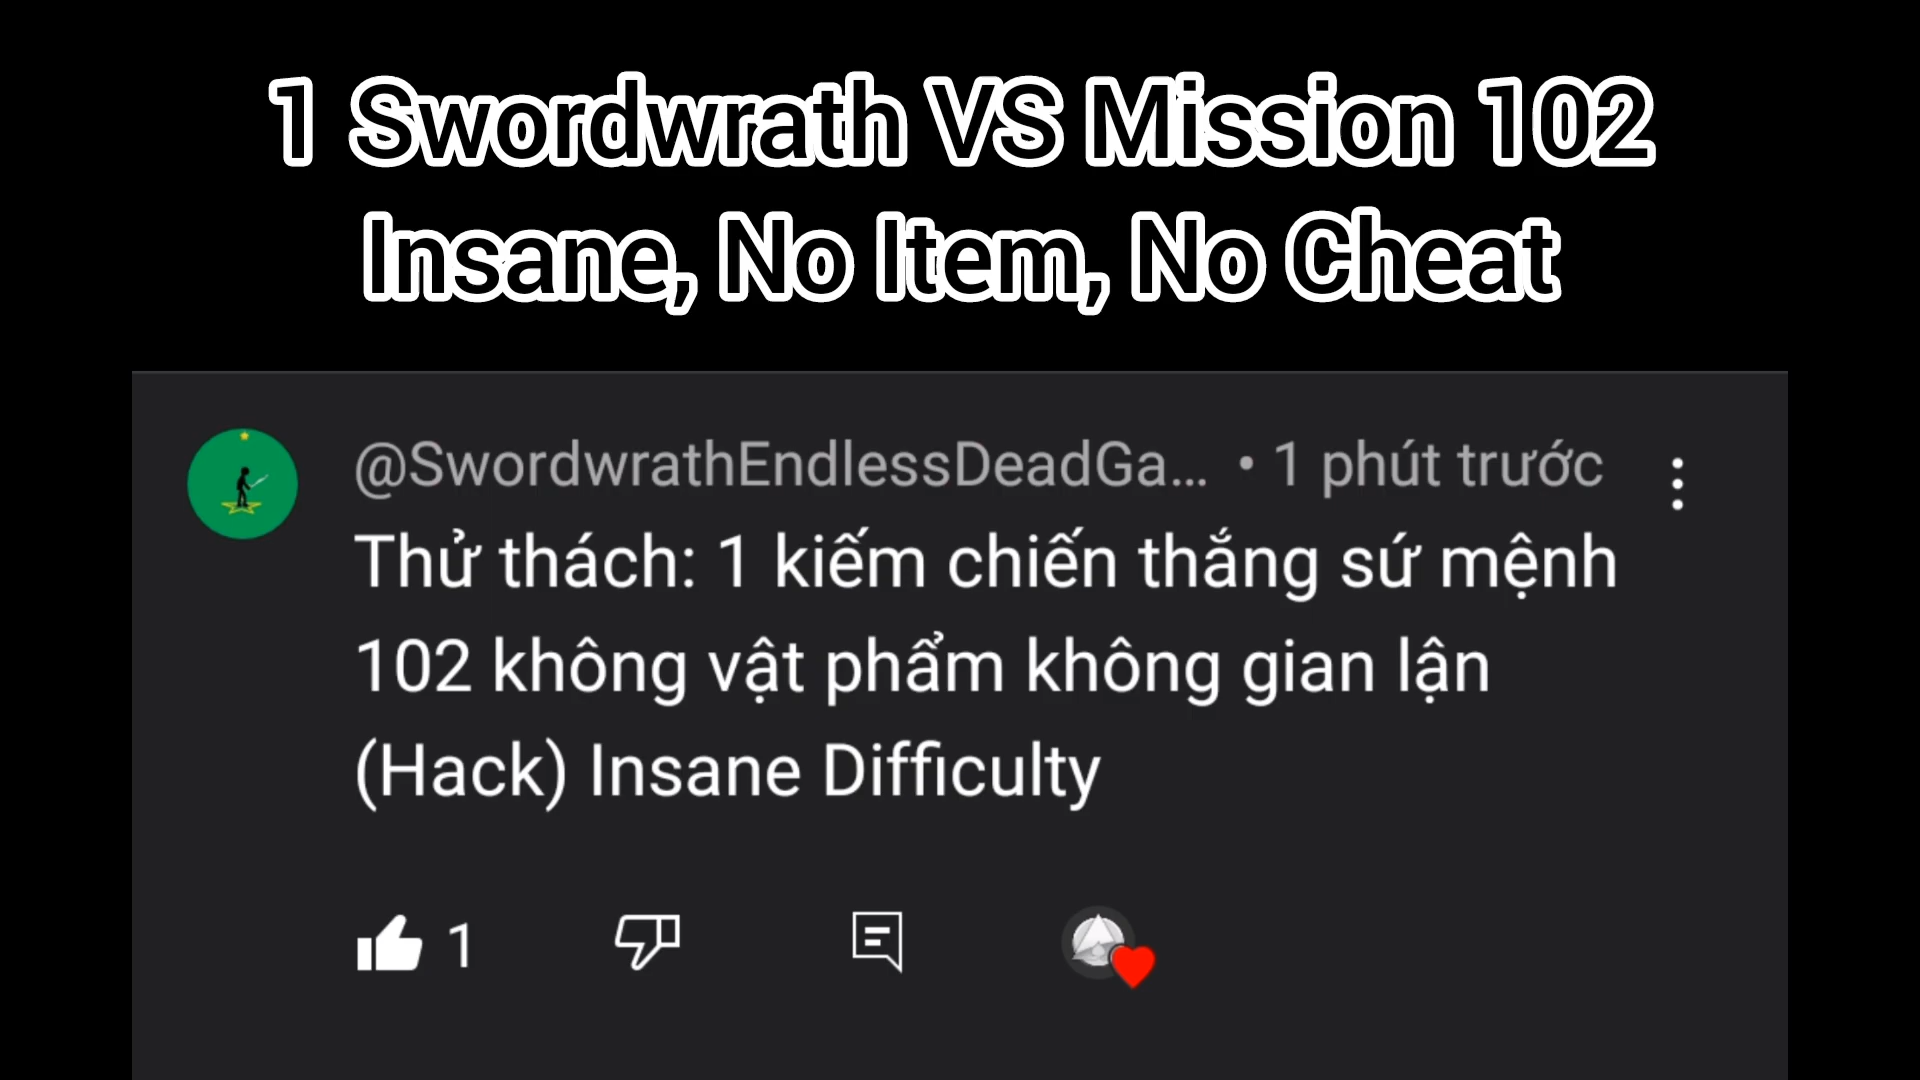 1 Swordwrath VS Mission 102
Insane, No Item, No Cheat
@SwordwrathEndlessDeadGa... • 1 phút trước
Thử thách: 1 kiếm chiến thắng sứ mệnh
102 không vật phẩm không gian lận
(Hack) Insane Difficulty
1